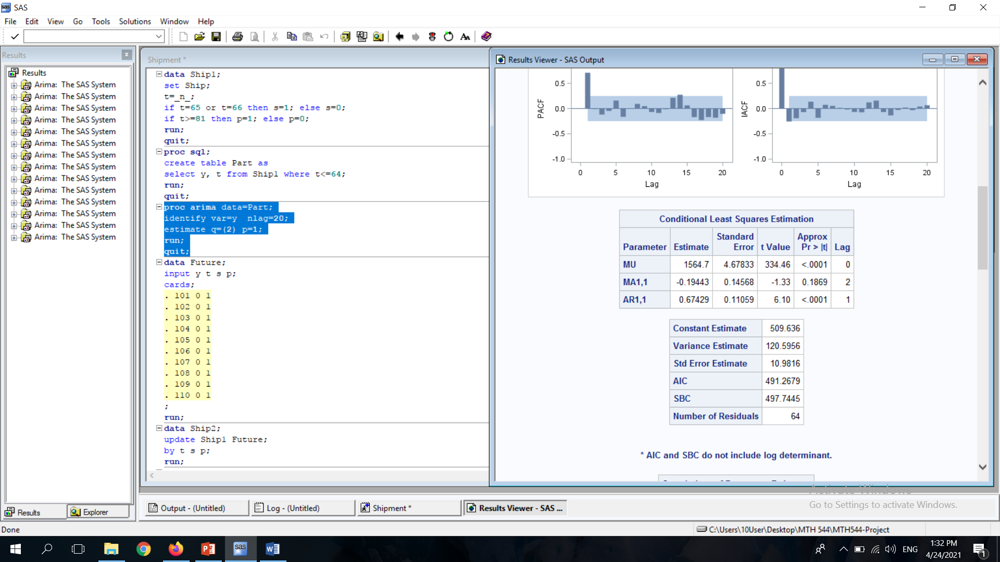 SAS
File Edit View Go Tools Solutions Window Help
Results
Results
Arima: The SAS System
Arima: The SAS System
Arima: The SAS System
Arima: The SAS System
Arima: The SAS System
Arima: The SAS System
Arima: The SAS System
Arima: The SAS System
Arima: The SAS System
Arima: The SAS System
Arima: The SAS System
Arima: The SAS System
Arima: The SAS System
Arima: The SAS System
Results Explorer
Shipment *
data Ship1;
set Ship;
t=_n_;
if t=65 or t=66 then s=1; else s=0;
if t>=81 then p=1; else p=0;
run;
quit;
proc sql;
create table Part as
select y, t from Ship1 where t<=64;
run;
quit;
proc arima data=Part;
identify var=y  nlag=20;
estimate q=(2) p=1;
run;
quit;
data Future;
input y t s p;
cards;
. 101 0 1
. 102 0 1
. 103 0 1
. 104 0 1
. 105 0 1
. 106 0 1
. 107 0 1
. 108 0 1
. 109 0 1
. 110 0 1
;
run;
data Ship2;
update Ship1 Future;
by t s p;
run;
Results Viewer - SAS Output
PACF
0.5
0.0
-0.5
-1.0
0 5 10 15 20
Lag
IACF
0.5
0.0
-0.5
-1.0
0 5 10 15 20
Lag
Conditional Least Squares Estimation
Parameter Estimate Standard Error t Value Approx Pr > |t| Lag
MU 1564.7 4.67833 334.46 <.0001 0
MA1,1 -0.19443 0.14568 -1.33 0.1869 2
AR1,1 0.67429 0.11059 6.10 <.0001 1
Constant Estimate 509.636
Variance Estimate 120.5956
Std Error Estimate 10.9816
AIC 491.2679
SBC 497.7445
Number of Residuals 64
* AIC and SBC do not include log determinant.
Activate Windows
Go to Settings to activate Windows.
Output - (Untitled) Log - (Untitled) Shipment * Results Viewer - SAS ...
Done
C:\Users\10User\Desktop\MTH 544\MTH544-Project
ENG
1:32 PM
4/24/2021
1